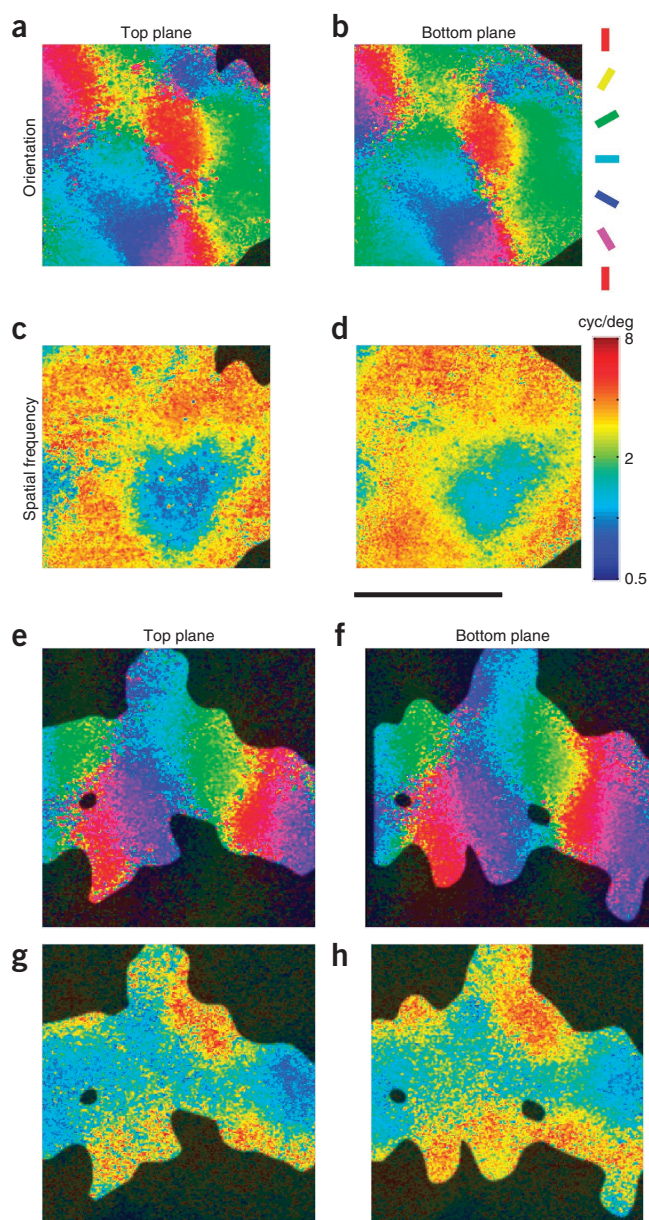 a Top plane
b Bottom plane
Orientation
c
d
Spatial frequency
cyc/deg
8
2
0.5
e Top plane
f Bottom plane
g
h